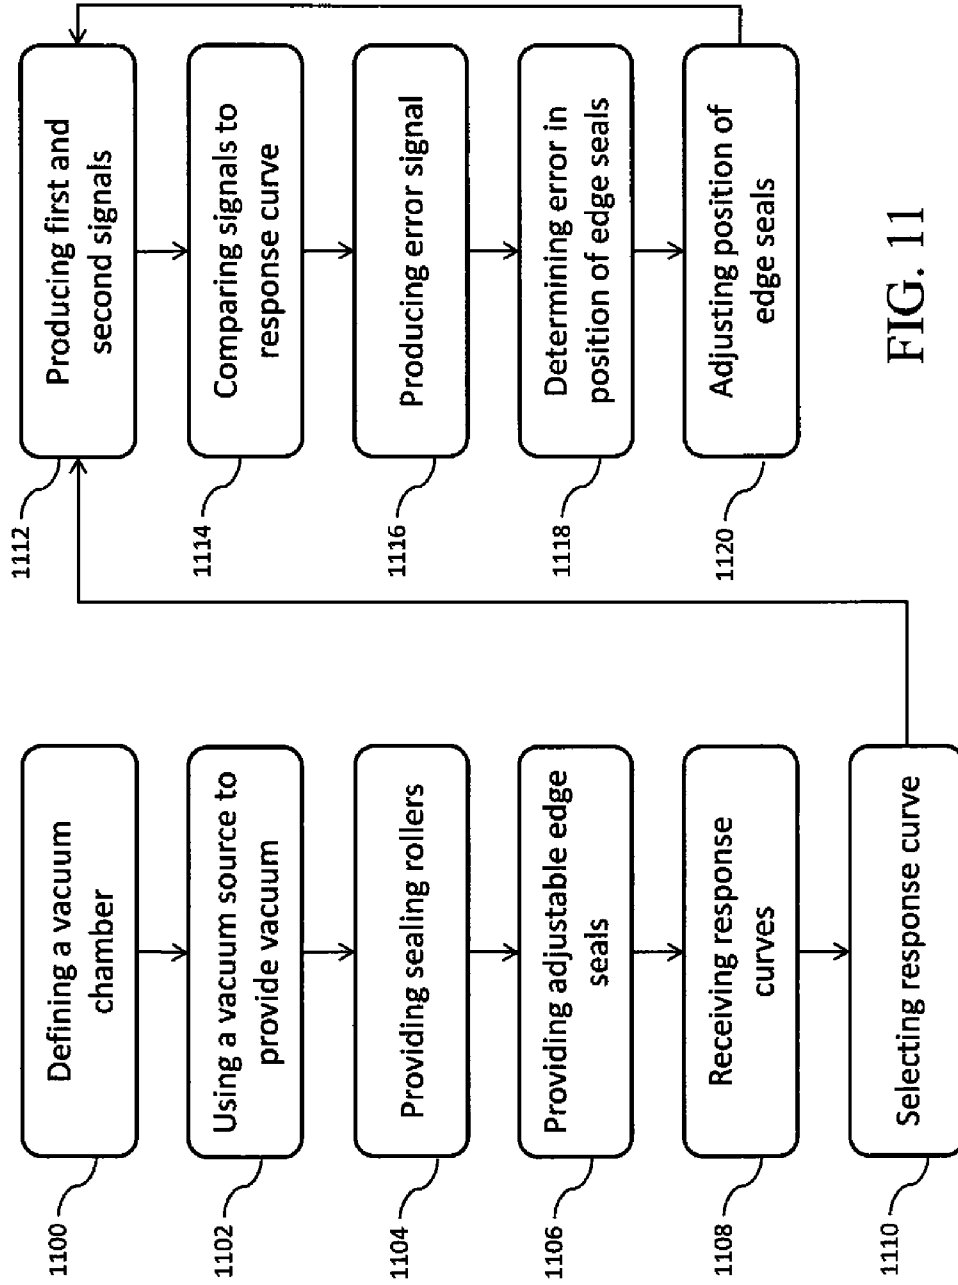 1100
Defining a vacuum
chamber
1102
Using a vacuum source to
provide vacuum
1104
Providing sealing rollers
1106
Providing adjustable edge
seals
1108
Receiving response
curves
1110
Selecting response curve
1112
Producing first and
second signals
1114
Comparing signals to
response curve
1116
Producing error signal
1118
Determining error in
position of edge seals
1120
Adjusting position of
edge seals
FIG. 11